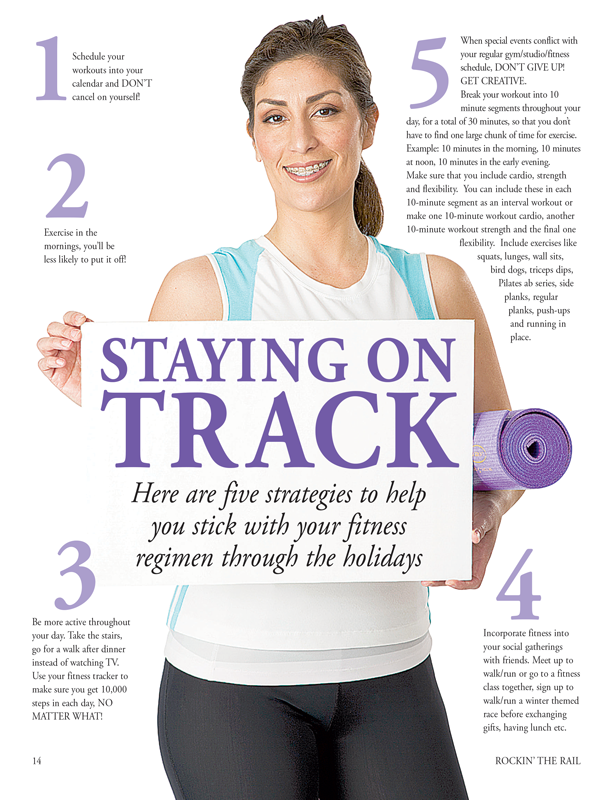 1
Schedule your
workouts into your
calendar and DON'T
cancel on yourself!
2
Exercise in the
mornings, you'll be
less likely to put it off!
STAYING ON
TRACK
Here are five strategies to help
you stick with your fitness
regimen through the holidays
3
Be more active throughout
your day. Take the stairs,
go for a walk after dinner
instead of watching TV.
Use your fitness tracker to
make sure you get 10,000
steps in each day, NO
MATTER WHAT!
4
Incorporate fitness into
your social gatherings
with friends. Meet up to
walk/run or go to a fitness
class together, sign up to
walk/run a winter themed
race before exchanging
gifts, having lunch etc.
5
When special events conflict with
your regular gym/studio/fitness
schedule, DON'T GIVE UP!
GET CREATIVE.
Break your workout into 10
minute segments throughout your
day, for a total of 30 minutes, so that you don't
have to find one large chunk of time for exercise.
Example: 10 minutes in the morning, 10 minutes
at noon, 10 minutes in the early evening.
Make sure that you include cardio, strength
and flexibility. You can include these in each
10-minute segment as an interval workout or
make one 10-minute workout cardio, another
10-minute workout strength and the final one
flexibility. Include exercises like
squats, lunges, wall sits,
bird dogs, triceps dips,
Pilates ab series, side
planks, regular
planks, push-ups
and running in
place.
14
ROCKIN' THE RAIL